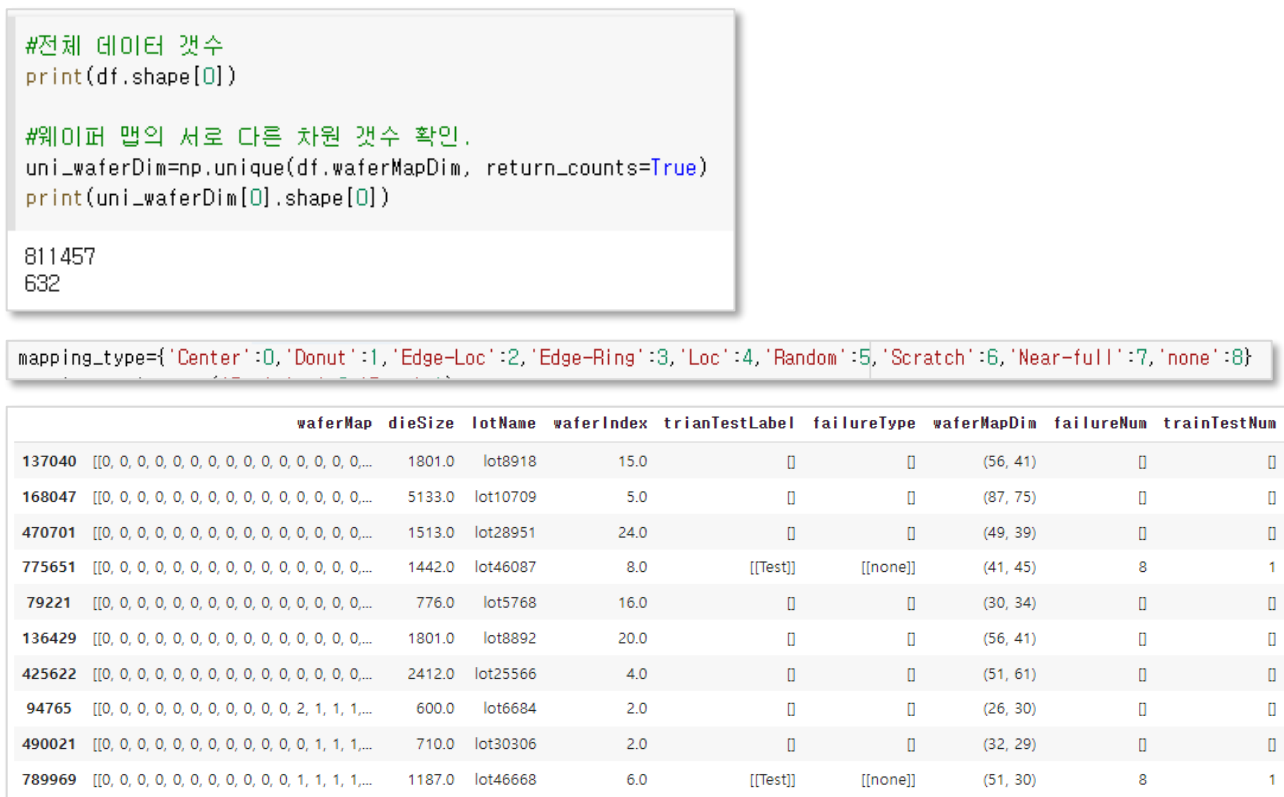 #전체 데이터 갯수
print(df.shape[0])
#웨이퍼 맵의 서로 다른 차원 갯수 확인.
uni_waferDim=np.unique(df.waferMapDim, return_counts=True)
print(uni_waferDim[0].shape[0])
811457
632
mapping_type={'Center':0,'Donut':1,'Edge-Loc':2,'Edge-Ring':3,'Loc':4,'Random':5,'Scratch':6,'Near-full':7,'none':8}
waferMap dieSize lotName waferIndex trianTestLabel failureType waferMapDim failureNum trainTestNum
137040 [[0, 0, 0, 0, 0, 0, 0, 0, 0, 0, 0, 0, 0, 0, 0,... 1801.0 lot8918 15.0 [] [] (56, 41) [] []
168047 [[0, 0, 0, 0, 0, 0, 0, 0, 0, 0, 0, 0, 0, 0, 0,... 5133.0 lot10709 5.0 [] [] (87, 75) [] []
470701 [[0, 0, 0, 0, 0, 0, 0, 0, 0, 0, 0, 0, 0, 0, 0,... 1513.0 lot28951 24.0 [] [] (49, 39) [] []
775651 [[0, 0, 0, 0, 0, 0, 0, 0, 0, 0, 0, 0, 0, 0, 0,... 1442.0 lot46087 8.0 [[Test]] [[none]] (41, 45) 8 1
79221 [[0, 0, 0, 0, 0, 0, 0, 0, 0, 0, 0, 0, 0, 0, 0,... 776.0 lot5768 16.0 [] [] (30, 34) [] []
136429 [[0, 0, 0, 0, 0, 0, 0, 0, 0, 0, 0, 0, 0, 0, 0,... 1801.0 lot8892 20.0 [] [] (56, 41) [] []
425622 [[0, 0, 0, 0, 0, 0, 0, 0, 0, 0, 0, 0, 0, 0, 0,... 2412.0 lot25566 4.0 [] [] (51, 61) [] []
94765 [[0, 0, 0, 0, 0, 0, 0, 0, 0, 0, 0, 2, 1, 1, 1,... 600.0 lot6684 2.0 [] [] (26, 30) [] []
490021 [[0, 0, 0, 0, 0, 0, 0, 0, 0, 0, 0, 0, 1, 1, 1,... 710.0 lot30306 2.0 [] [] (32, 29) [] []
789969 [[0, 0, 0, 0, 0, 0, 0, 0, 0, 0, 0, 1, 1, 1, 1,... 1187.0 lot46668 6.0 [[Test]] [[none]] (51, 30) 8 1